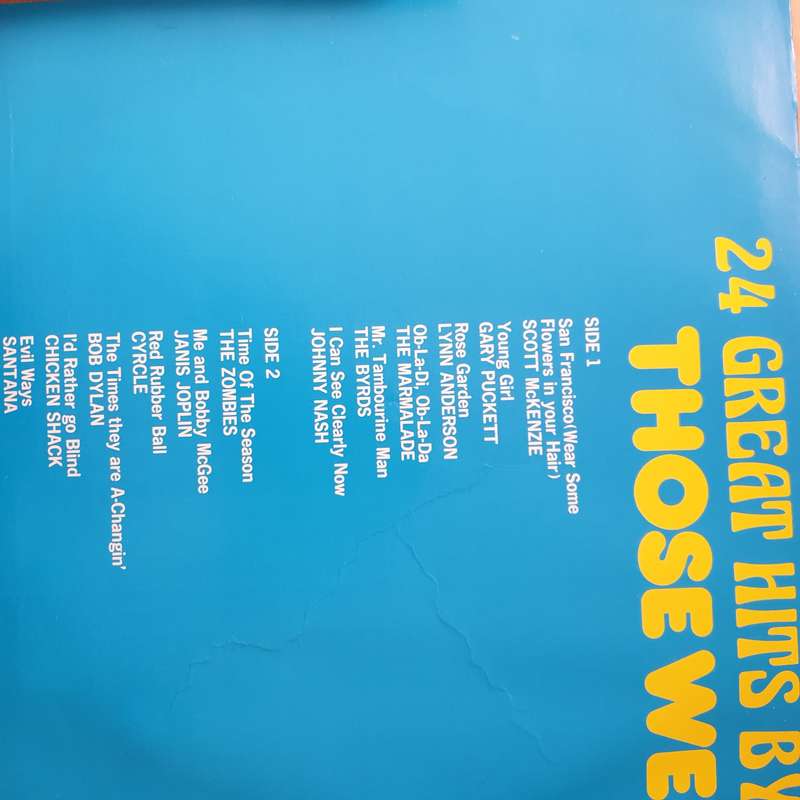 24 GREAT HITS BY
THOSE WE
SIDE 1
San Francisco (Wear Some
Flowers in your Hair)
SCOTT McKENZIE
Young Girl
GARY PUCKETT
Rose Garden
LYNN ANDERSON
Ob-La-Di, Ob-La-Da
THE MARMALADE
Mr. Tambourine Man
THE BYRDS
I Can See Clearly Now
JOHNNY NASH
SIDE 2
Time Of The Season
THE ZOMBIES
Me and Bobby McGee
JANIS JOPLIN
Red Rubber Ball
CYRCLE
The Times they are A-Changin'
BOB DYLAN
I'd Rather go Blind
CHICKEN SHACK
Evil Ways
SANTANA